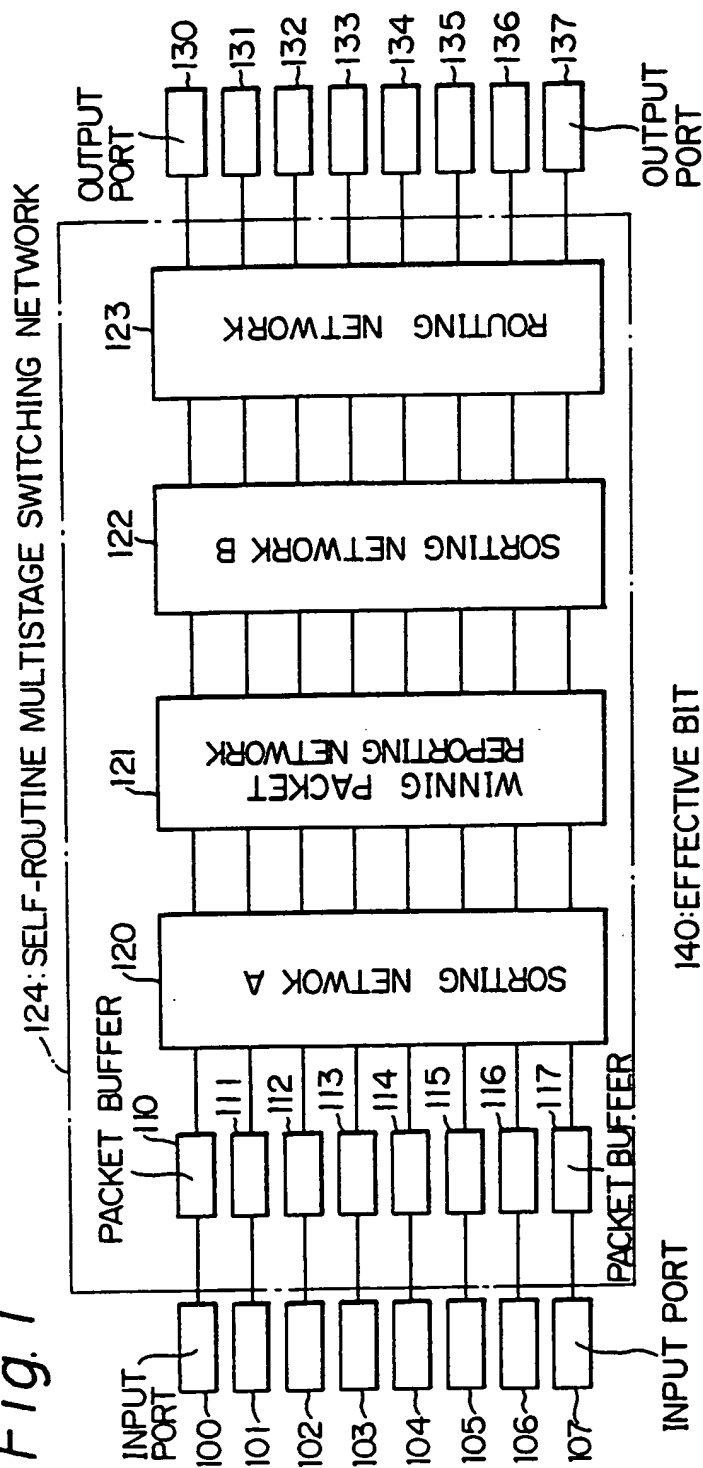 Fig. 1
124: SELF-ROUTINE MULTISTAGE SWITCHING NETWORK
INPUT
PORT
PACKET BUFFER
OUTPUT
PORT
100
101
102
103
104
105
106
107
INPUT PORT
110
111
112
113
114
115
116
117
PACKET BUFFER
120
SORTING NETWOK A
121
WINNIG PACKET
REPORTING NETWORK
122
SORTING NETWORK B
123
ROUTING NETWORK
130
131
132
133
134
135
136
137
OUTPUT
PORT
140: EFFECTIVE BIT